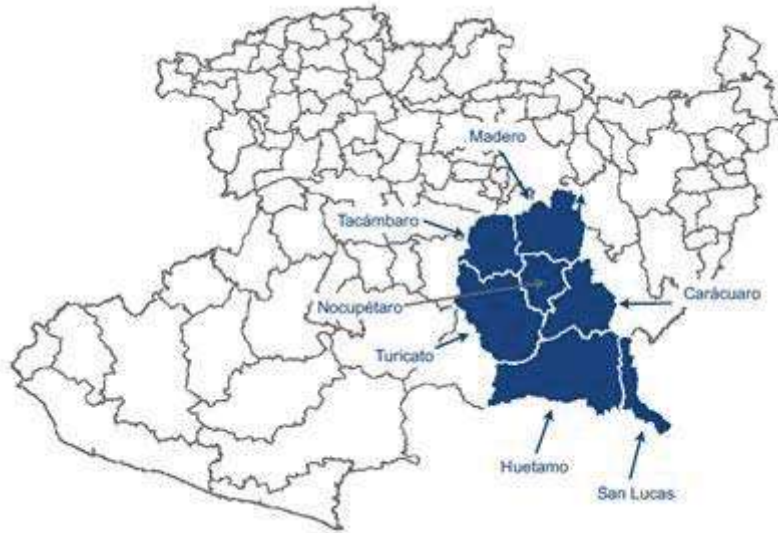 Madero
Tacámbaro
Nocupétaro
Carácuaro
Turicato
Huetamo
San Lucas